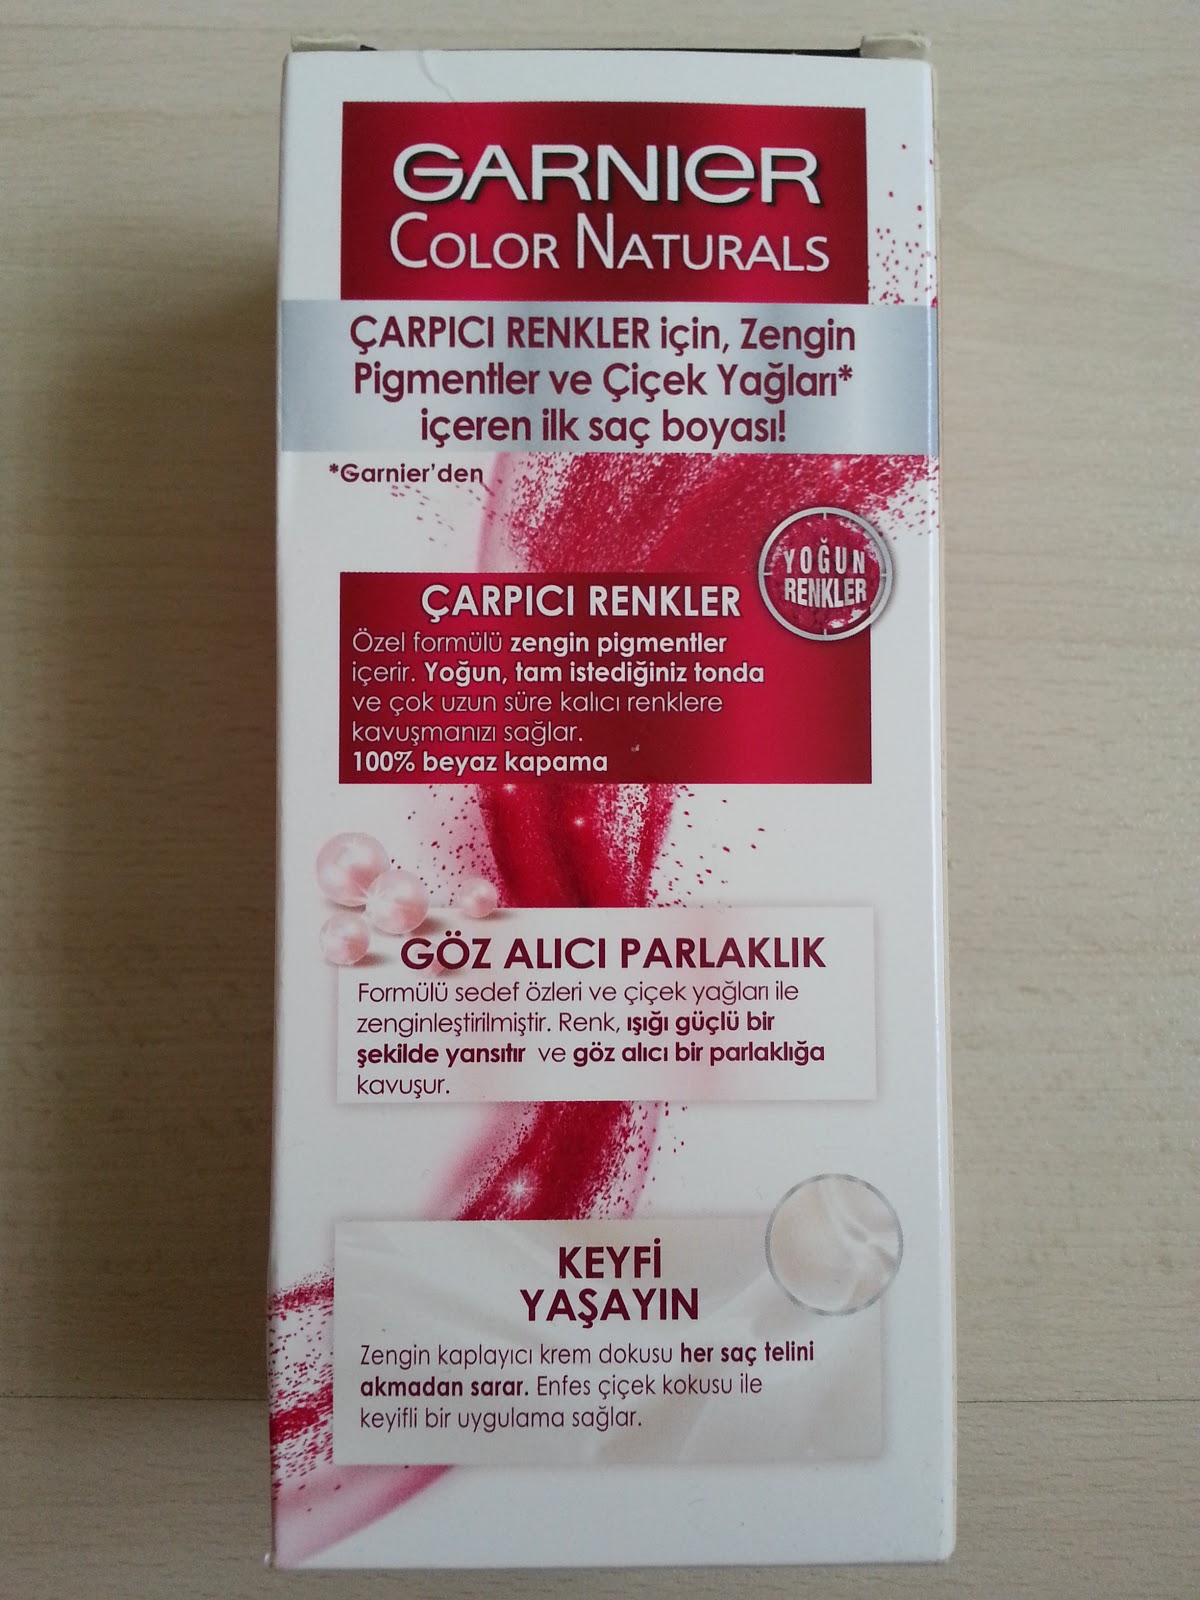 GARNIER
COLOR NATURALS
ÇARPICI RENKLER için, Zengin
Pigmentler ve Çiçek Yağları*
içeren ilk saç boyası!
*Garnier'den
YOĞUN
RENKLER
ÇARPICI RENKLER
Özel formülü zengin pigmentler
içerir. Yoğun, tam istediğiniz tonda
ve çok uzun süre kalıcı renklere
kavuşmanızı sağlar.
100% beyaz kapama
GÖZ ALICI PARLAKLIK
Formülü sedef özleri ve çiçek yağları ile
zenginleştirilmiştir. Renk, ışığı güçlü bir
şekilde yansıtır ve göz alıcı bir parlaklığa
kavuşur.
KEYFİ
YAŞAYIN
Zengin kaplayıcı krem dokusu her saç telini
akmadan sarar. Enfes çiçek kokusu ile
keyifli bir uygulama sağlar.